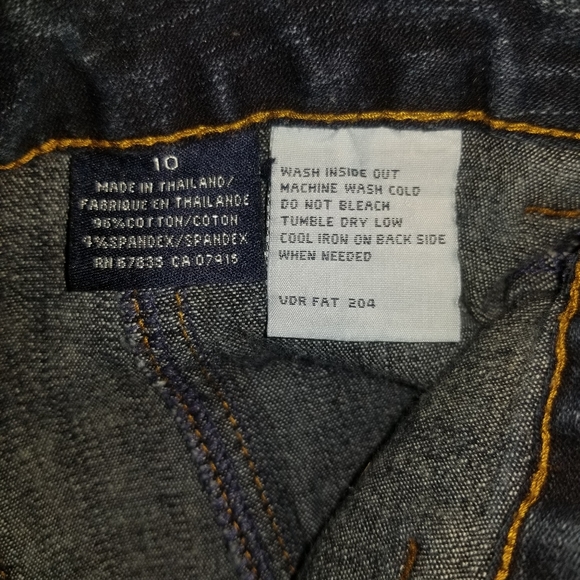 10
MADE IN THAILAND/
FABRIQUE EN THAILANDE
96%COTTON/COTON
4%SPANDEX/SPANDEX
RN 67835 CA 07915
WASH INSIDE OUT
MACHINE WASH COLD
DO NOT BLEACH
TUMBLE DRY LOW
COOL IRON ON BACK SIDE
WHEN NEEDED
VDR FAT 204